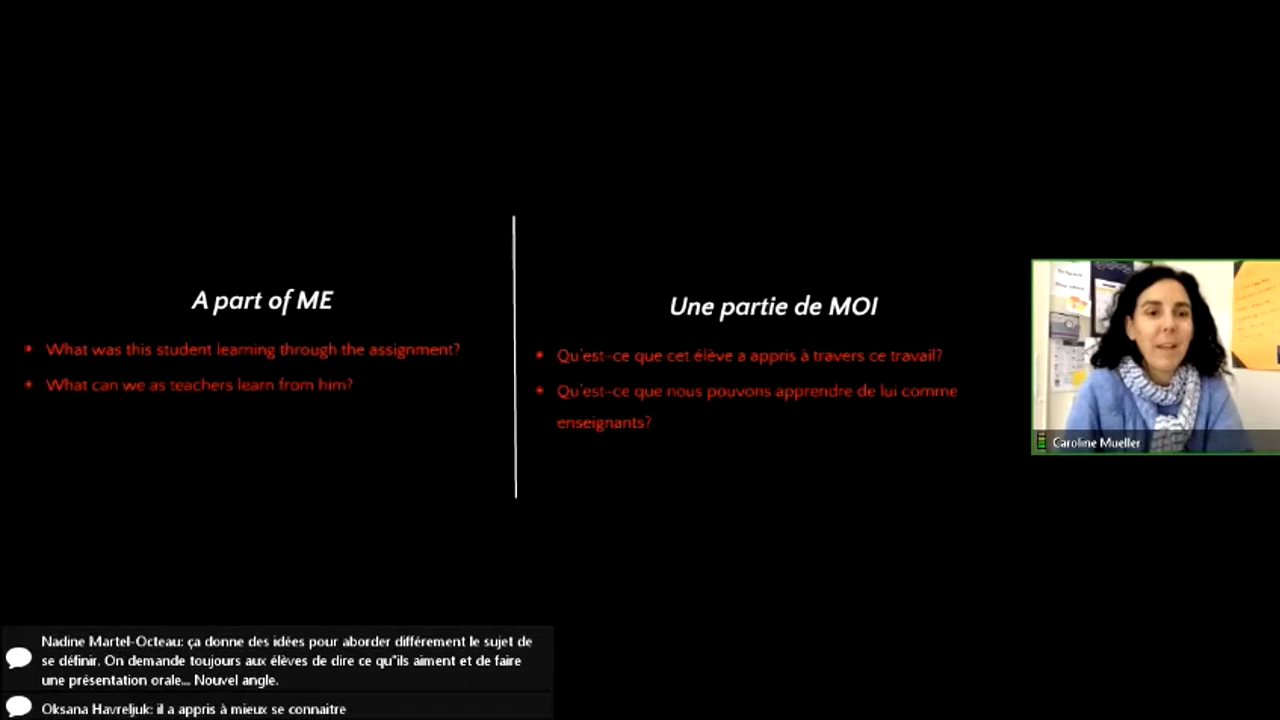 A part of ME
• What was this student learning through the assignment?
• What can we as teachers learn from him?
Une partie de MOI
• Qu'est-ce que cet élève a appris à travers ce travail?
• Qu'est-ce que nous pouvons apprendre de lui comme
enseignants?
Caroline Mueller
Nadine Martel-Octeau: ça donne des idées pour aborder différement le sujet de
se définir. On demande toujours aux élèves de dire ce qu"ils aiment et de faire
une présentation orale... Nouvel angle.
Oksana Havreljuk: il a appris à mieux se connaitre